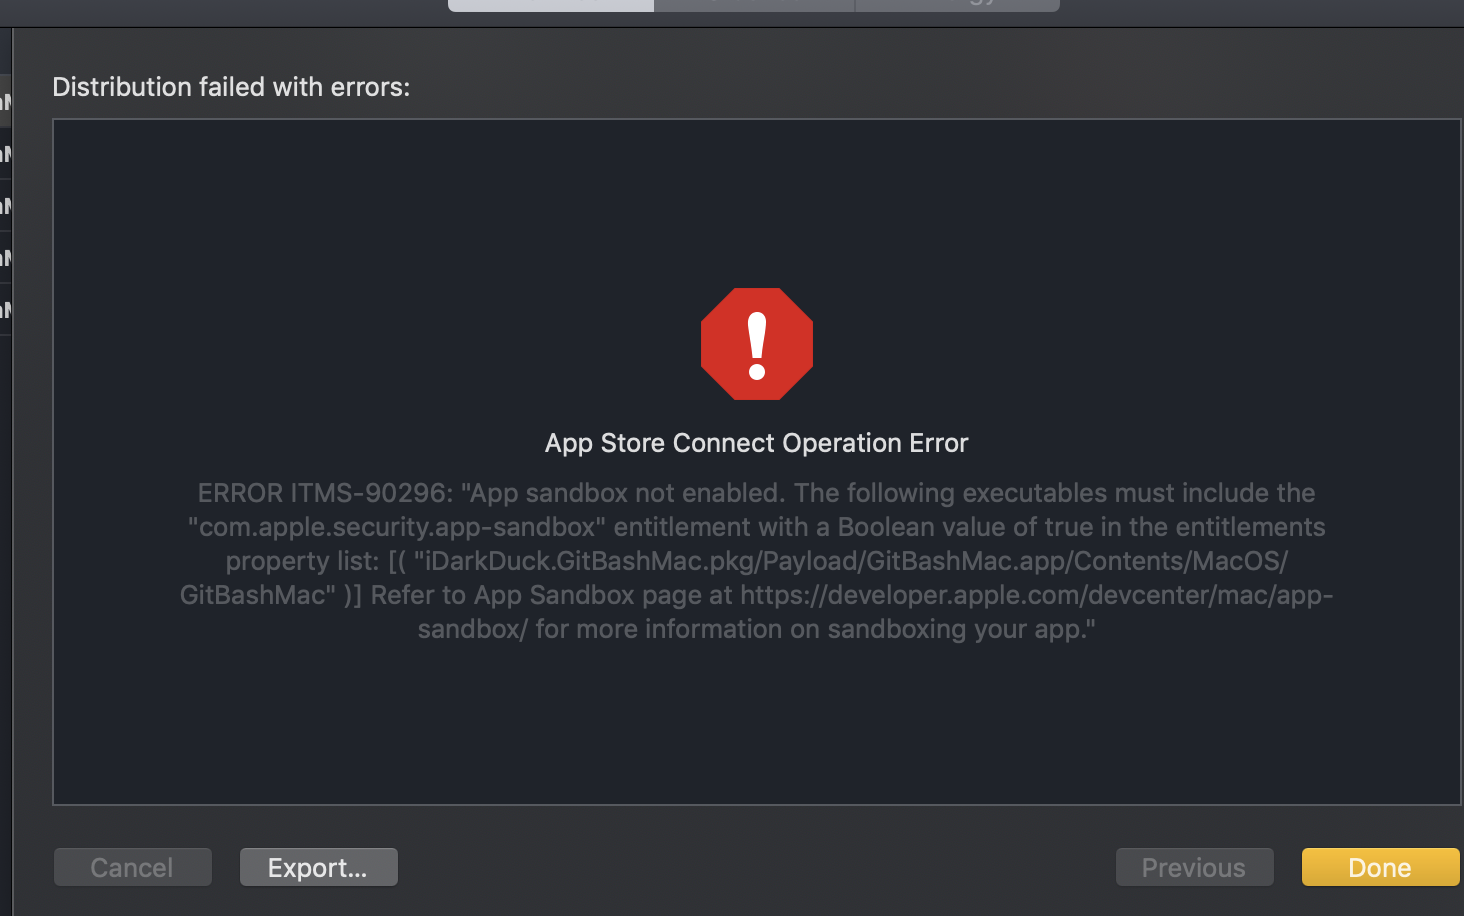 Distribution failed with errors:
App Store Connect Operation Error
ERROR ITMS-90296: "App sandbox not enabled. The following executables must include the
"com.apple.security.app-sandbox" entitlement with a Boolean value of true in the entitlements
property list: [( "iDarkDuck.GitBashMac.pkg/Payload/GitBashMac.app/Contents/MacOS/
GitBashMac" )] Refer to App Sandbox page at https://developer.apple.com/devcenter/mac/app-
sandbox/ for more information on sandboxing your app."
Cancel
Export...
Previous
Done